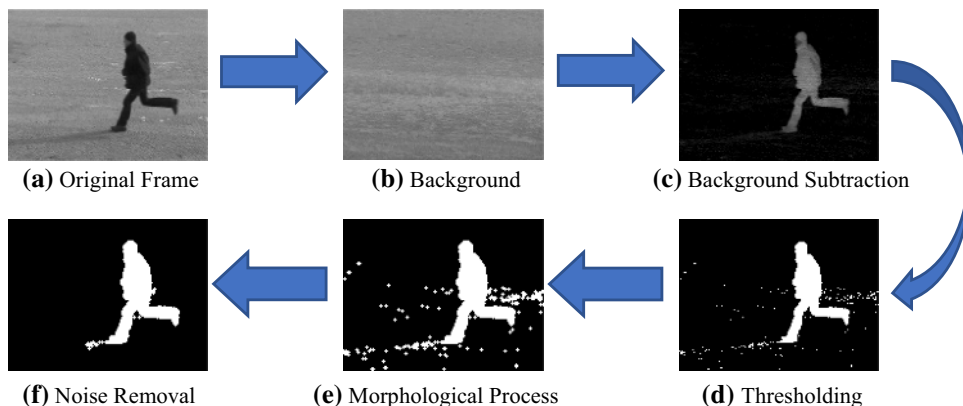 (a) Original Frame
(b) Background
(c) Background Subtraction
(f) Noise Removal
(e) Morphological Process
(d) Thresholding